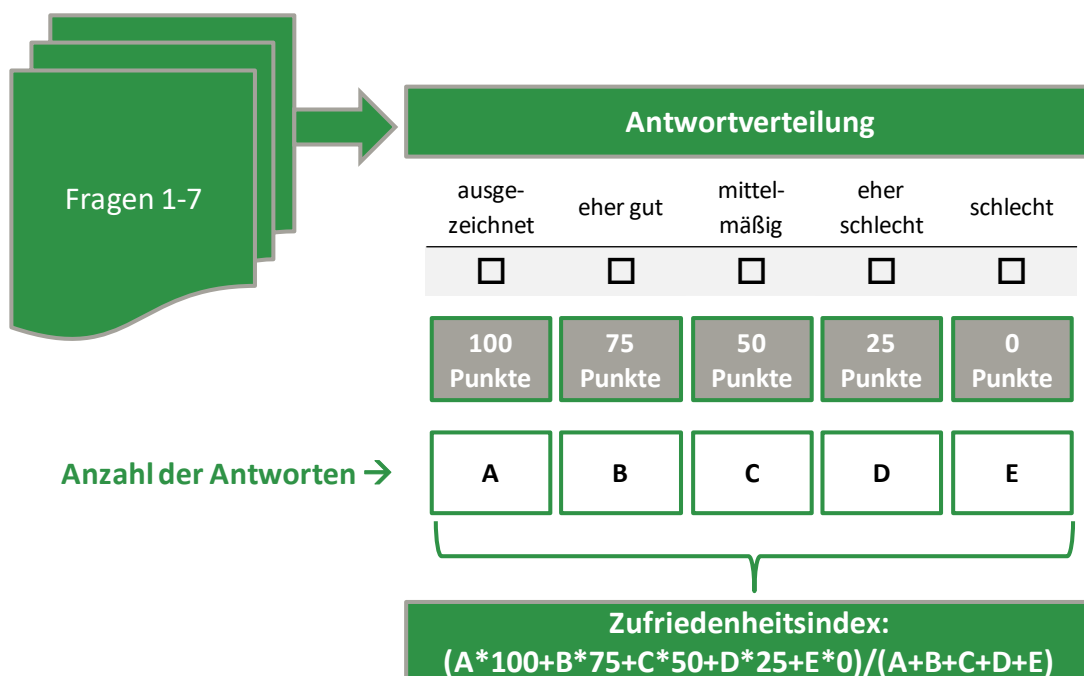 Fragen 1-7
Antwortverteilung
ausge-
zeichnet
eher gut
mittel-
mäßig
eher
schlecht
schlecht
100
Punkte
75
Punkte
50
Punkte
25
Punkte
0
Punkte
Anzahl der Antworten →
A
B
C
D
E
Zufriedenheitsindex:
(A*100+B*75+C*50+D*25+E*0)/(A+B+C+D+E)